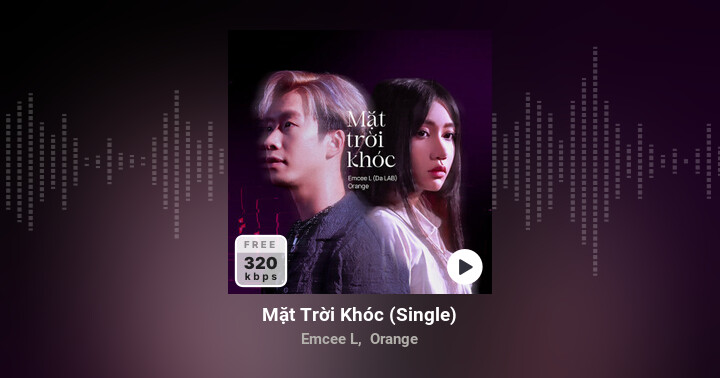 Mặt
trời
khóc
Emcee L (Da LAB)
Orange
FREE
320
kbps
Mặt Trời Khóc (Single)
Emcee L, Orange